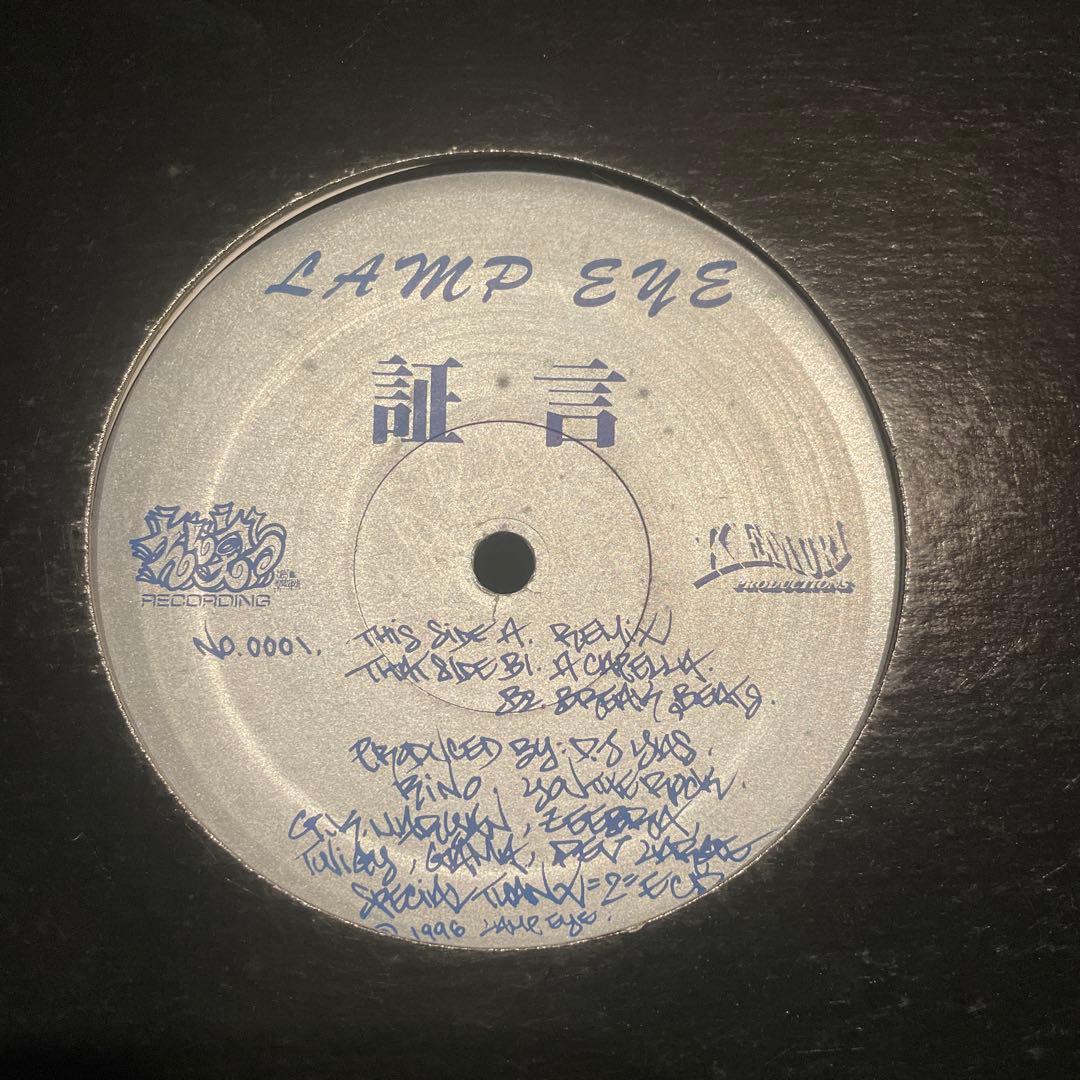 LAMP EYE
証言
RECORDING
PRODUCTIONS
NO.0001.
THIS SIDE A. REMIX
THAT SIDE B1. A CAPELLA.
B2. BREAK BEATS.
PRODUCED BY: D.J YAS.
RINO. YOU THE ROCK.
G.K. MARYAN, ZEEBRA,
TWIGY, GAMA, DEV LARGE
SPECIAL THANX =2= ECD
© 1996 LAMP EYE.